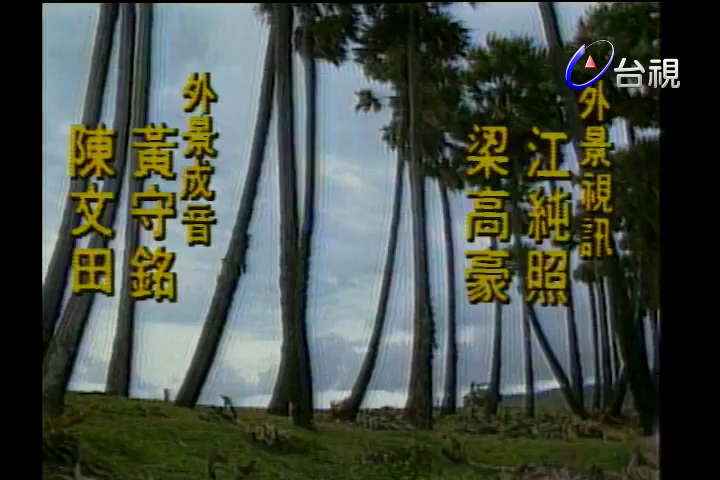 台視
外景視訊
江純照
梁高豪
外景成音
黃守銘
陳文田